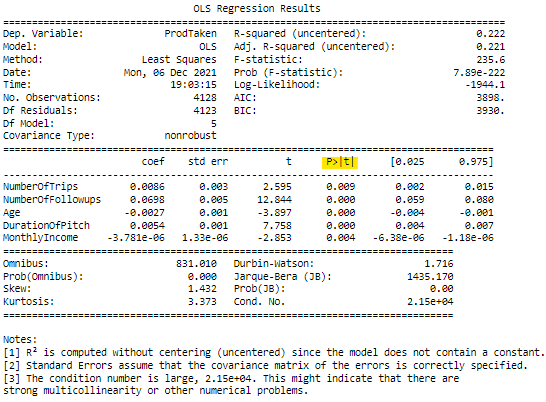 OLS Regression Results
==============================================================================
Dep. Variable: ProdTaken R-squared (uncentered): 0.222
Model: OLS Adj. R-squared (uncentered): 0.221
Method: Least Squares F-statistic: 235.6
Date: Mon, 06 Dec 2021 Prob (F-statistic): 7.89e-222
Time: 19:03:15 Log-Likelihood: -1944.1
No. Observations: 4128 AIC: 3898.
Df Residuals: 4123 BIC: 3930.
Df Model: 5
Covariance Type: nonrobust
==============================================================================
coef std err t P>|t| [0.025 0.975]
------------------------------------------------------------------------------
NumberOfTrips 0.0086 0.003 2.595 0.009 0.002 0.015
NumberOfFollowups 0.0698 0.005 12.844 0.000 0.059 0.080
Age -0.0027 0.001 -3.897 0.000 -0.004 -0.001
DurationOfPitch 0.0054 0.001 7.758 0.000 0.004 0.007
MonthlyIncome -3.781e-06 1.33e-06 -2.853 0.004 -6.38e-06 -1.18e-06
==============================================================================
Omnibus: 831.010 Durbin-Watson: 1.716
Prob(Omnibus): 0.000 Jarque-Bera (JB): 1435.170
Skew: 1.432 Prob(JB): 0.00
Kurtosis: 3.373 Cond. No. 2.15e+04
==============================================================================
Notes:
[1] R² is computed without centering (uncentered) since the model does not contain a constant.
[2] Standard Errors assume that the covariance matrix of the errors is correctly specified.
[3] The condition number is large, 2.15e+04. This might indicate that there are
strong multicollinearity or other numerical problems.